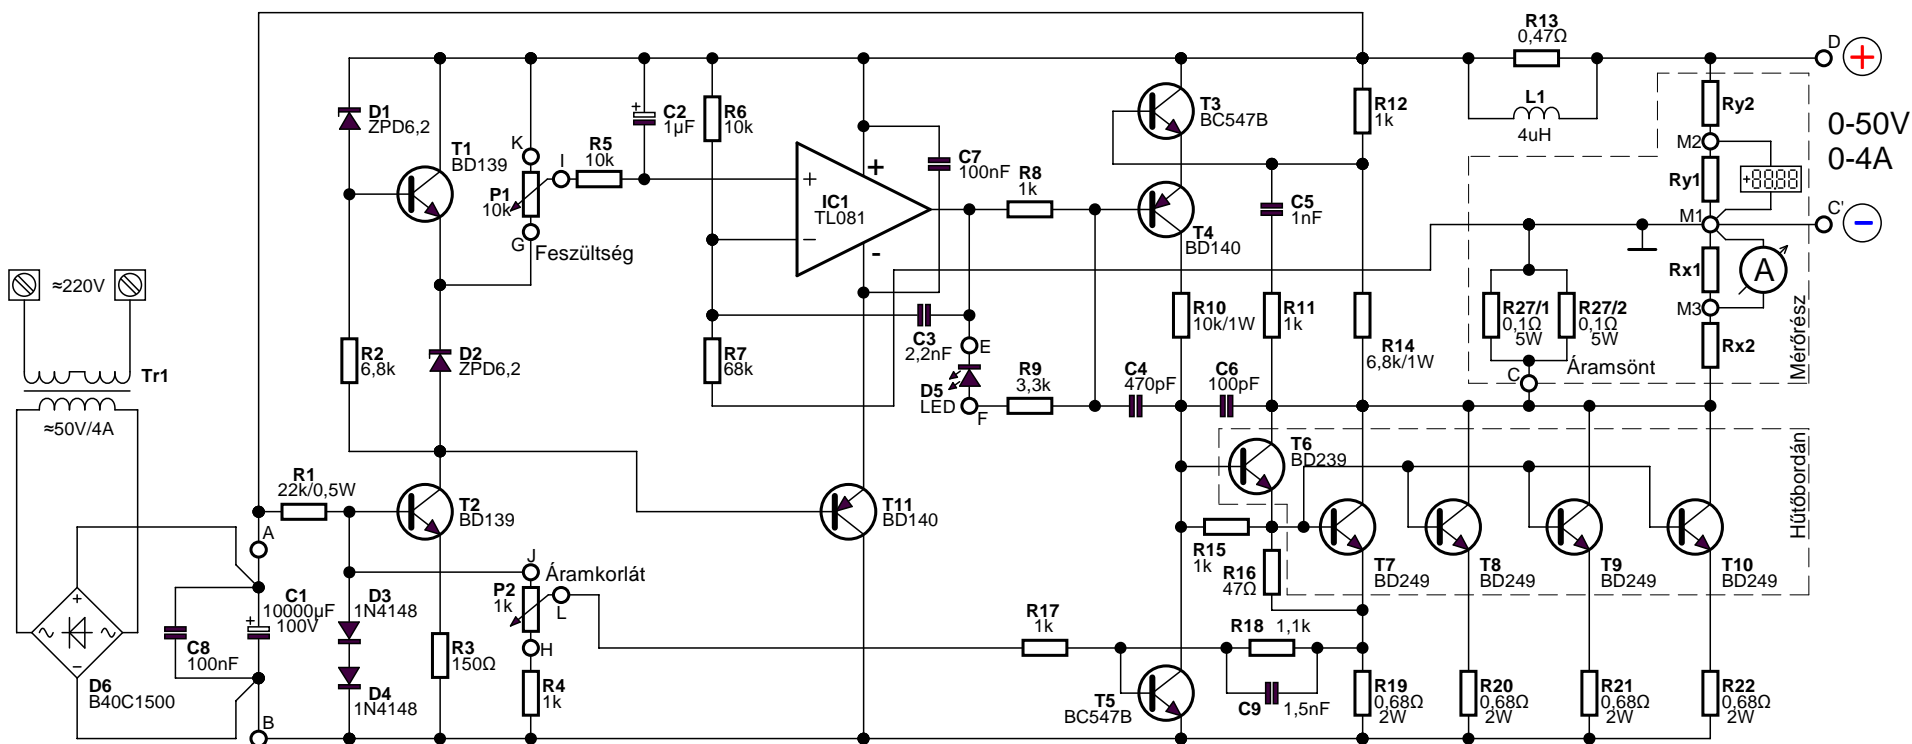 R13
0,47Ω
D
+
L1
4uH
Ry2
M2
+88,88
Ry1
M1
C'
−
0-50V
0-4A
Rx1
A
M3
Rx2
Mérőrész
R27/1
0,1Ω
5W
R27/2
0,1Ω
5W
Áramsönt
C
D1
ZPD6,2
T1
BD139
K
I
P1
10k
G
Feszültség
R5
10k
C2
1µF
+
R6
10k
IC1
TL081
+
−
+
-
C7
100nF
R8
1k
T3
BC547B
T4
BD140
R12
1k
C5
1nF
R10
10k/1W
R11
1k
R14
6,8k/1W
≈220V
Tr1
≈50V/4A
R2
6,8k
D2
ZPD6,2
R7
68k
C3
2,2nF
E
D5
LED
F
R9
3,3k
C4
470pF
C6
100pF
R1
22k/0,5W
A
T2
BD139
T11
BD140
T6
BD239
Hűtőbordán
R15
1k
R16
47Ω
T7
BD249
T8
BD249
T9
BD249
T10
BD249
J
Áramkorlát
P2
1k
L
H
D3
1N4148
D4
1N4148
R3
150Ω
R4
1k
R17
1k
R18
1,1k
C9
1,5nF
T5
BC547B
R19
0,68Ω
2W
R20
0,68Ω
2W
R21
0,68Ω
2W
R22
0,68Ω
2W
C1
10000µF
100V
+
C8
100nF
+
~
~
−
D6
B40C1500
B